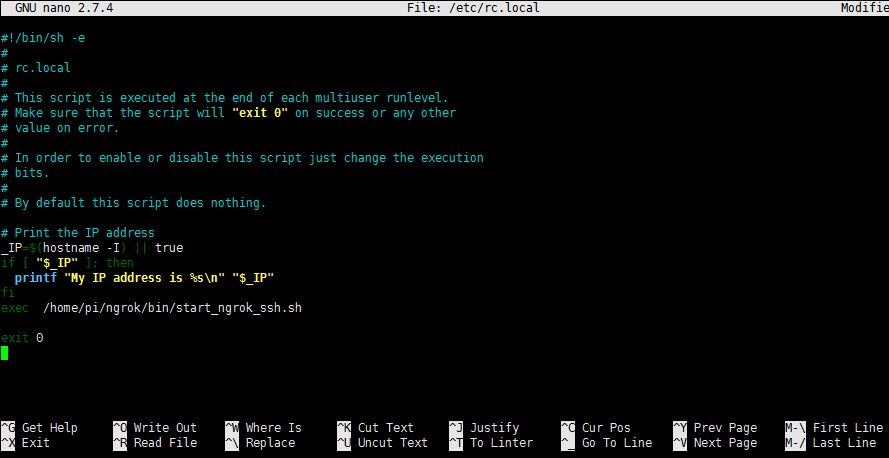 GNU nano 2.7.4 File: /etc/rc.local Modifie
#!/bin/sh -e
#
# rc.local
#
# This script is executed at the end of each multiuser runlevel.
# Make sure that the script will "exit 0" on success or any other
# value on error.
#
# In order to enable or disable this script just change the execution
# bits.
#
# By default this script does nothing.
# Print the IP address
_IP=$(hostname -I) || true
if [ "$_IP" ]; then
  printf "My IP address is %s\n" "$_IP"
fi
exec  /home/pi/ngrok/bin/start_ngrok_ssh.sh
exit 0
^G Get Help ^O Write Out ^W Where Is ^K Cut Text ^J Justify ^C Cur Pos ^Y Prev Page M-\ First Line
^X Exit ^R Read File ^\ Replace ^U Uncut Text ^T To Linter ^_ Go To Line ^V Next Page M-/ Last Line